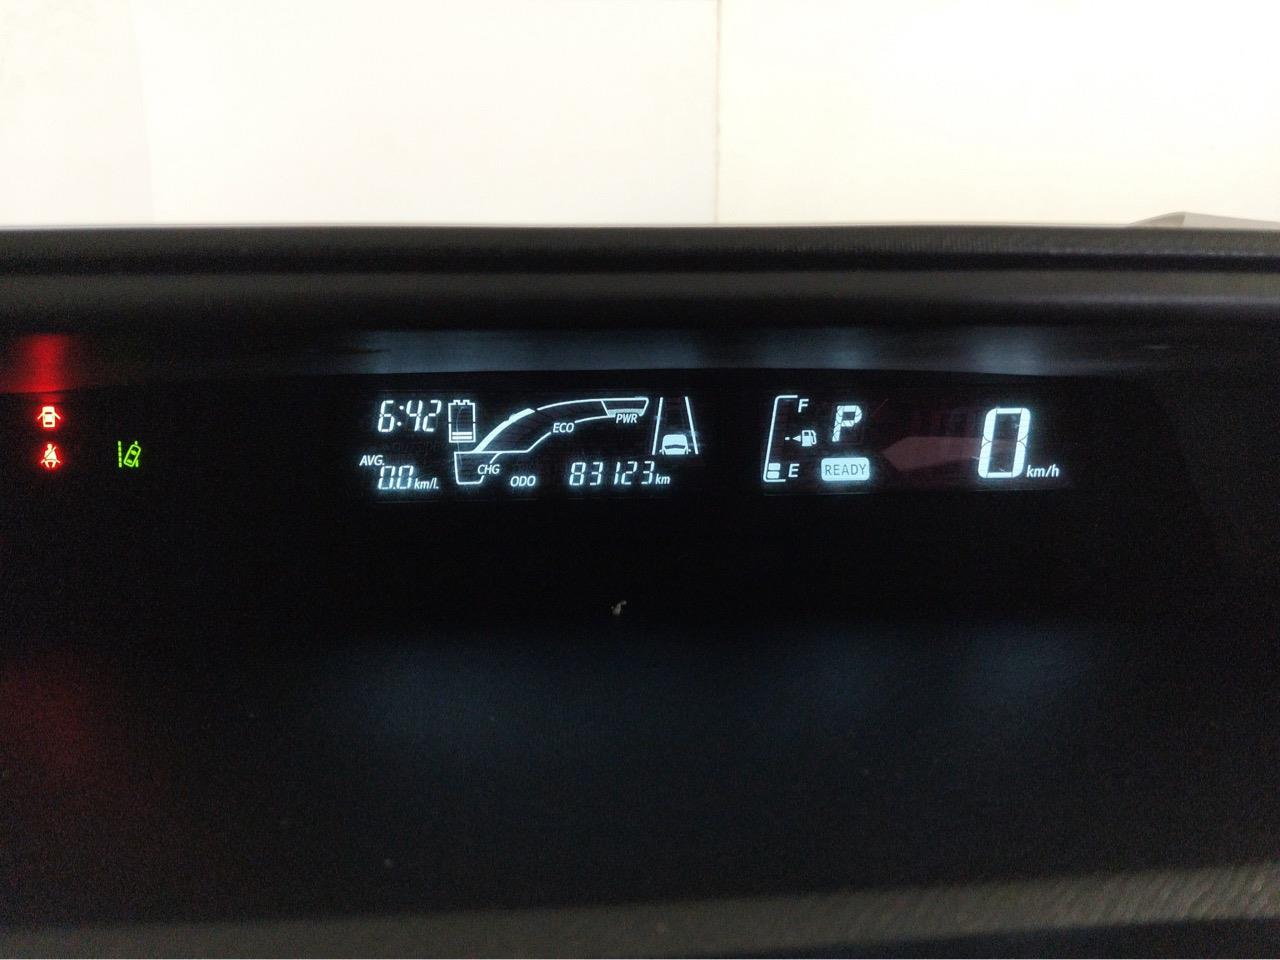 6:42
PWR
ECO
AVG.
0.0 km/L
CHG
ODO
83123 km
F
P
E
READY
0 km/h